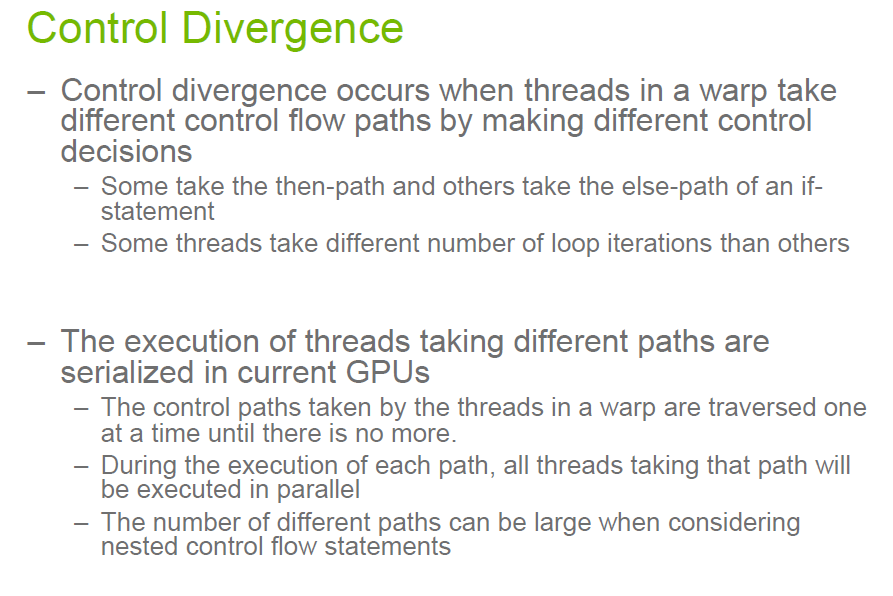 Control Divergence
– Control divergence occurs when threads in a warp take
different control flow paths by making different control
decisions
– Some take the then-path and others take the else-path of an if-
statement
– Some threads take different number of loop iterations than others
– The execution of threads taking different paths are
serialized in current GPUs
– The control paths taken by the threads in a warp are traversed one
at a time until there is no more.
– During the execution of each path, all threads taking that path will
be executed in parallel
– The number of different paths can be large when considering
nested control flow statements